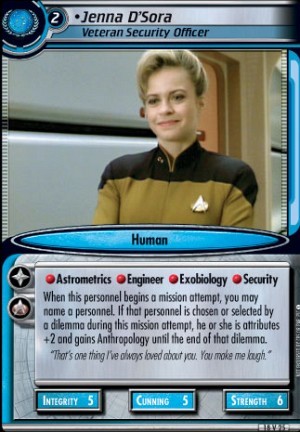 2 •Jenna D'Sora
Veteran Security Officer
Human
Astrometrics Engineer Exobiology Security
When this personnel begins a mission attempt, you may
name a personnel. If that personnel is chosen or selected
by a dilemma during this mission attempt, he or she is attributes
+2 and gains Anthropology until the end of that dilemma.
"That's one thing I've always loved about you. You make me laugh."
INTEGRITY 5 CUNNING 5 STRENGTH 6